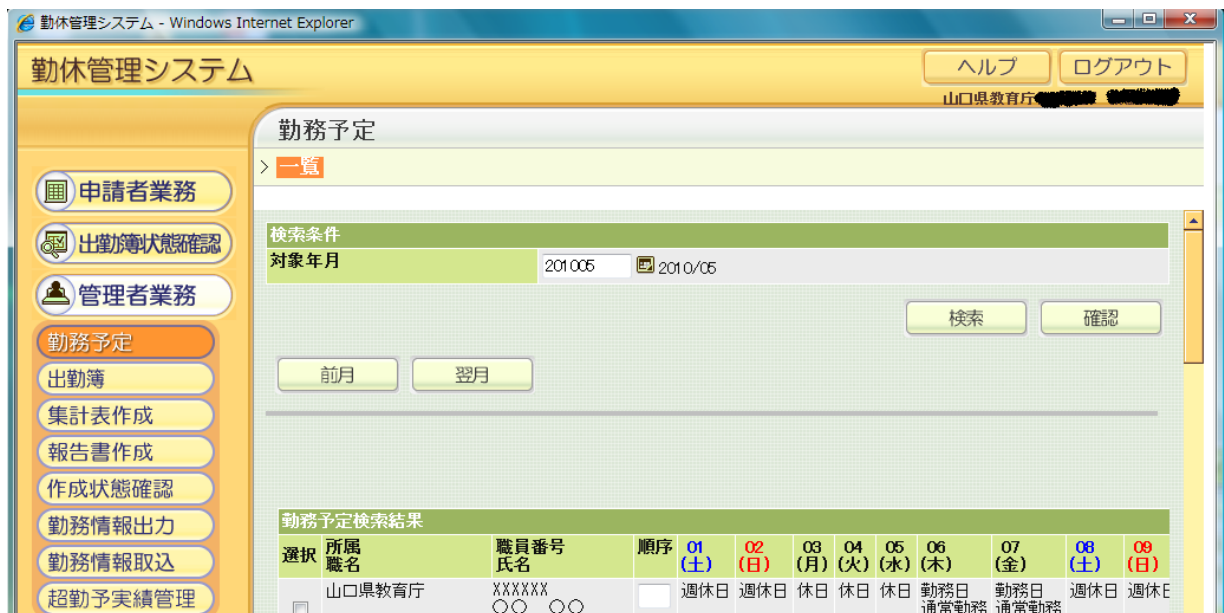 勤休管理システム - Windows Internet Explorer
勤休管理システム
ヘルプ
ログアウト
山口県教育庁
勤務予定
> 一覧
申請者業務
出勤簿状態確認
管理者業務
勤務予定
出勤簿
集計表作成
報告書作成
作成状態確認
勤務情報出力
勤務情報取込
超勤予実績管理
検索条件
対象年月 201005 2010/05
検索 確認
前月 翌月
勤務予定検索結果
選択 所属 職員番号 順序 01 02 03 04 05 06 07 08 09
職名 氏名 (土) (日) (月) (火) (水) (木) (金) (土) (日)
山口県教育庁 XXXXXX 週休日 週休日 休日 休日 休日 勤務日 勤務日 週休日 週休日
○○ ○○ 通常勤務 通常勤務